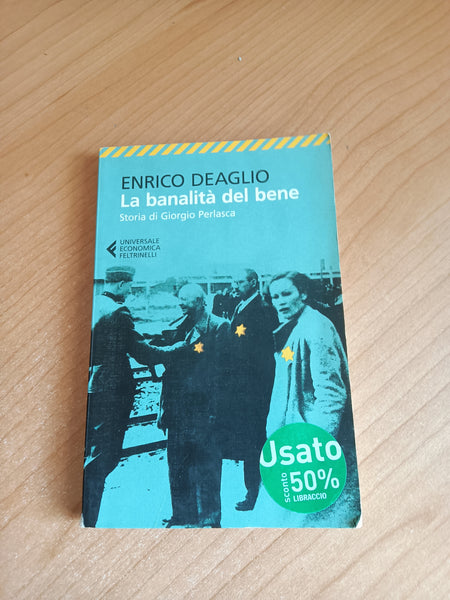 ENRICO DEAGLIO
La banalità del bene
Storia di Giorgio Perlasca
UNIVERSALE
ECONOMICA
FELTRINELLI
Usato
sconto 50%
LIBRACCIO